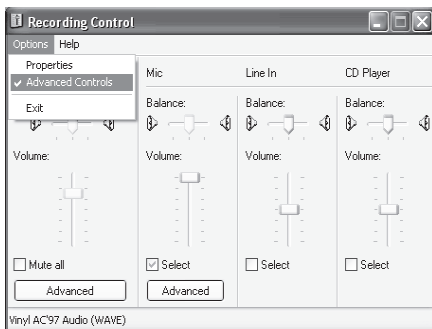 Recording Control
Options Help
Properties
Advanced Controls
Exit
Mic Line In CD Player
Balance: Balance: Balance:
Volume: Volume: Volume: Volume:
Mute all Select Select Select
Advanced Advanced
Vinyl AC'97 Audio (WAVE)